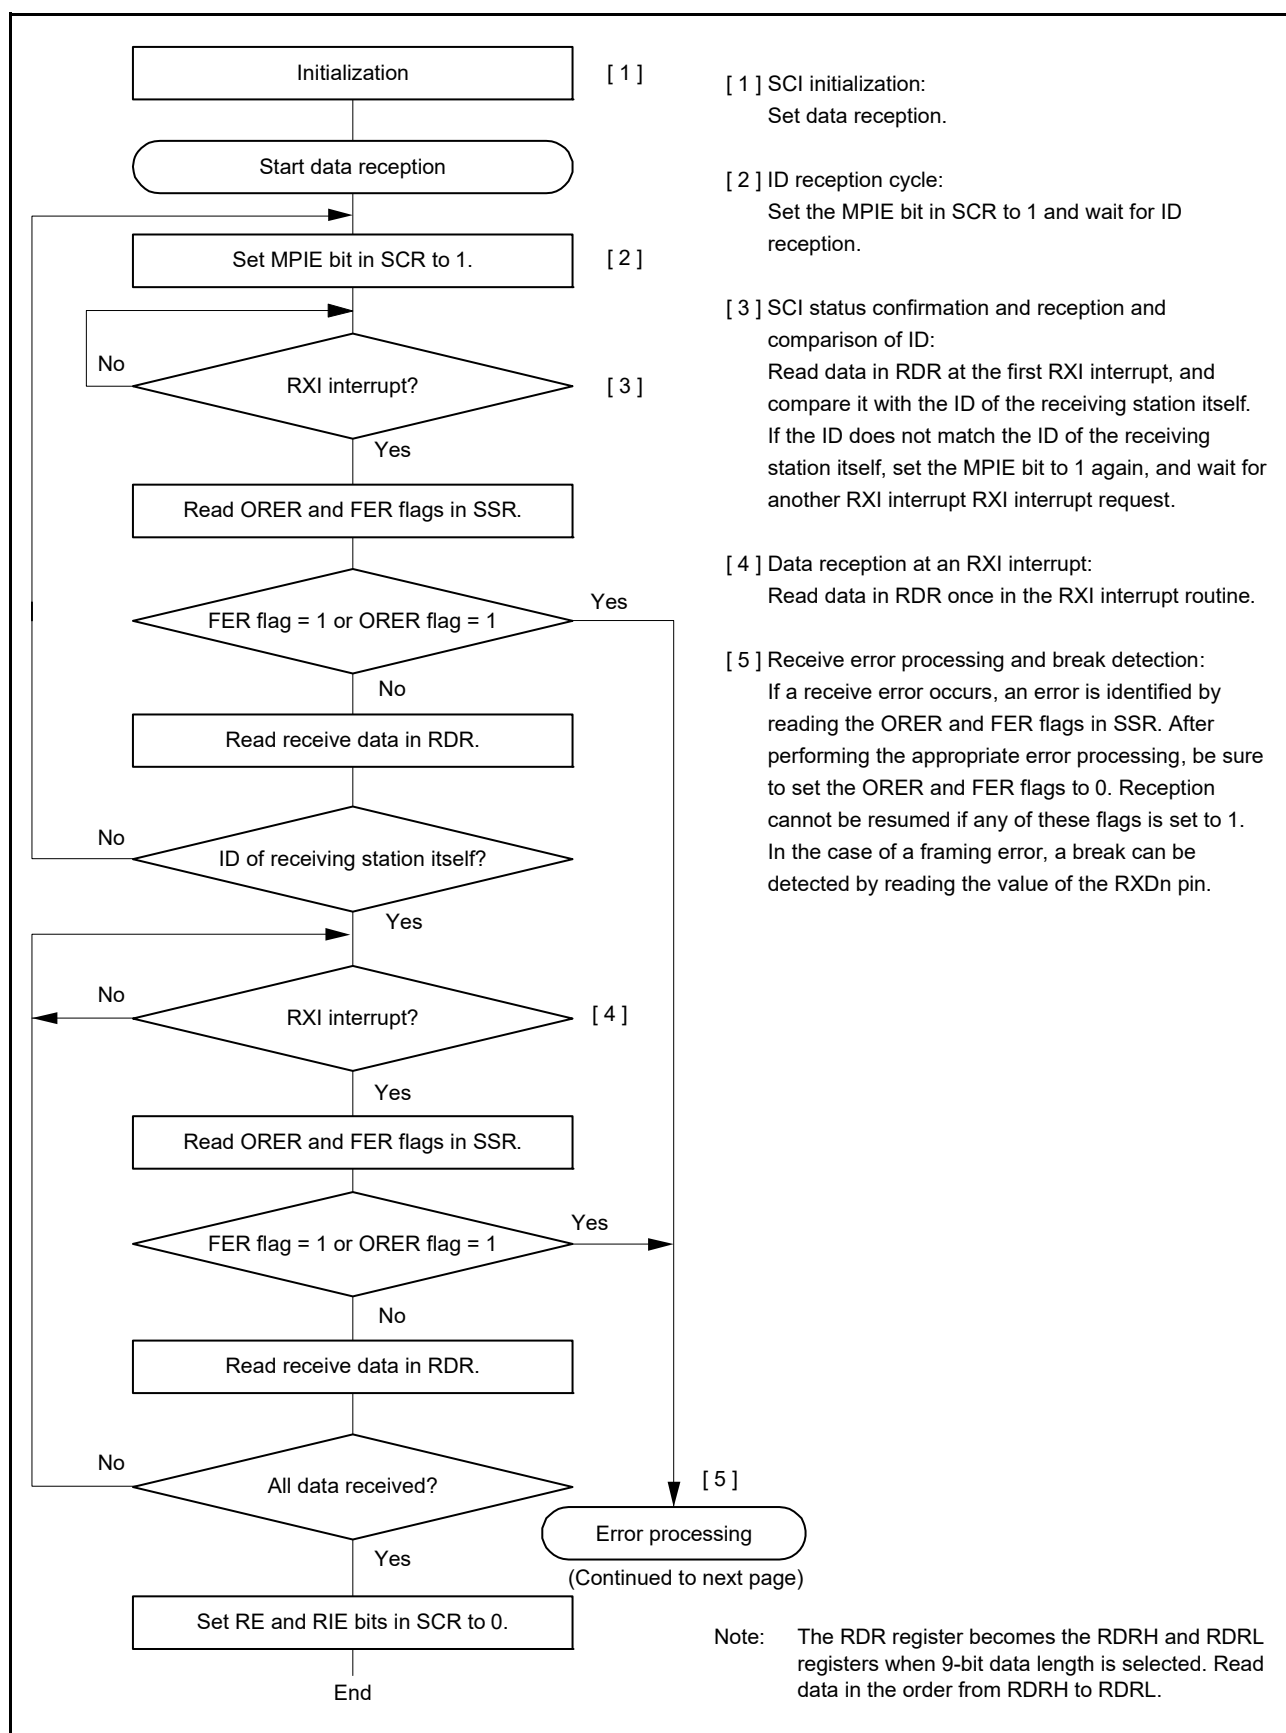 Initialization
[ 1 ]
Start data reception
Set MPIE bit in SCR to 1.
[ 2 ]
No
RXI interrupt?
[ 3 ]
Yes
Read ORER and FER flags in SSR.
FER flag = 1 or ORER flag = 1
Yes
No
Read receive data in RDR.
No
ID of receiving station itself?
Yes
No
RXI interrupt?
[ 4 ]
Yes
Read ORER and FER flags in SSR.
FER flag = 1 or ORER flag = 1
Yes
No
Read receive data in RDR.
No
All data received?
Yes
[ 5 ]
Error processing
(Continued to next page)
Set RE and RIE bits in SCR to 0.
End
[ 1 ] SCI initialization:
Set data reception.
[ 2 ] ID reception cycle:
Set the MPIE bit in SCR to 1 and wait for ID
reception.
[ 3 ] SCI status confirmation and reception and
comparison of ID:
Read data in RDR at the first RXI interrupt, and
compare it with the ID of the receiving station itself.
If the ID does not match the ID of the receiving
station itself, set the MPIE bit to 1 again, and wait for
another RXI interrupt RXI interrupt request.
[ 4 ] Data reception at an RXI interrupt:
Read data in RDR once in the RXI interrupt routine.
[ 5 ] Receive error processing and break detection:
If a receive error occurs, an error is identified by
reading the ORER and FER flags in SSR. After
performing the appropriate error processing, be sure
to set the ORER and FER flags to 0. Reception
cannot be resumed if any of these flags is set to 1.
In the case of a framing error, a break can be
detected by reading the value of the RXDn pin.
Note: The RDR register becomes the RDRH and RDRL
registers when 9-bit data length is selected. Read
data in the order from RDRH to RDRL.